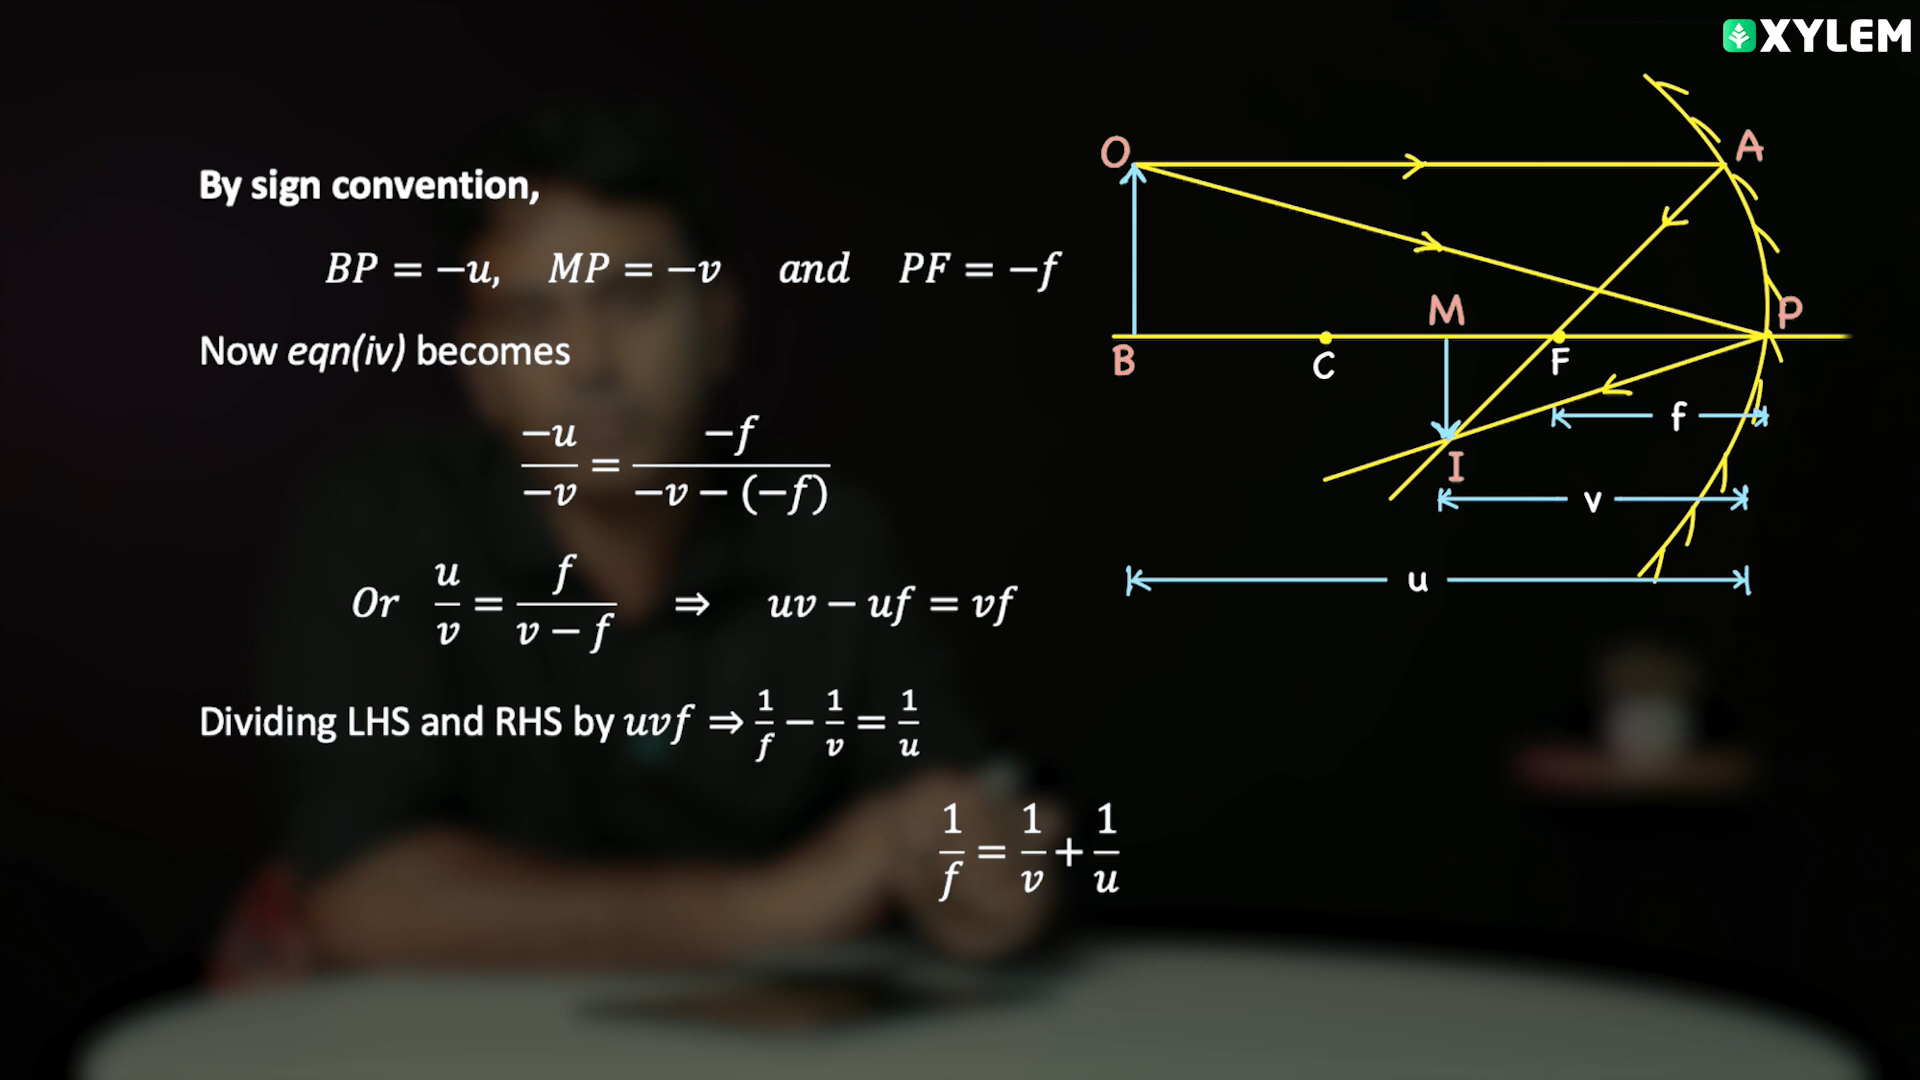 XYLEM
By sign convention,
BP = −u, MP = −v and PF = −f
Now eqn(iv) becomes
−u/−v = −f/(−v − (−f))
Or u/v = f/(v − f) ⇒ uv − uf = vf
Dividing LHS and RHS by uvf ⇒ 1/f − 1/v = 1/u
1/f = 1/v + 1/u
O
A
M
P
B
C
F
f
I
v
u